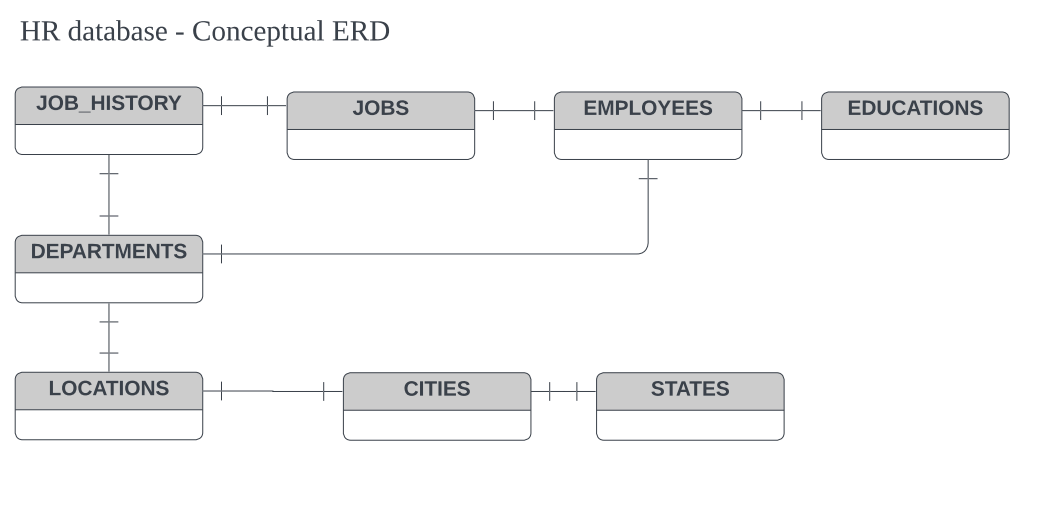 HR database - Conceptual ERD
JOB_HISTORY
JOBS
EMPLOYEES
EDUCATIONS
DEPARTMENTS
LOCATIONS
CITIES
STATES